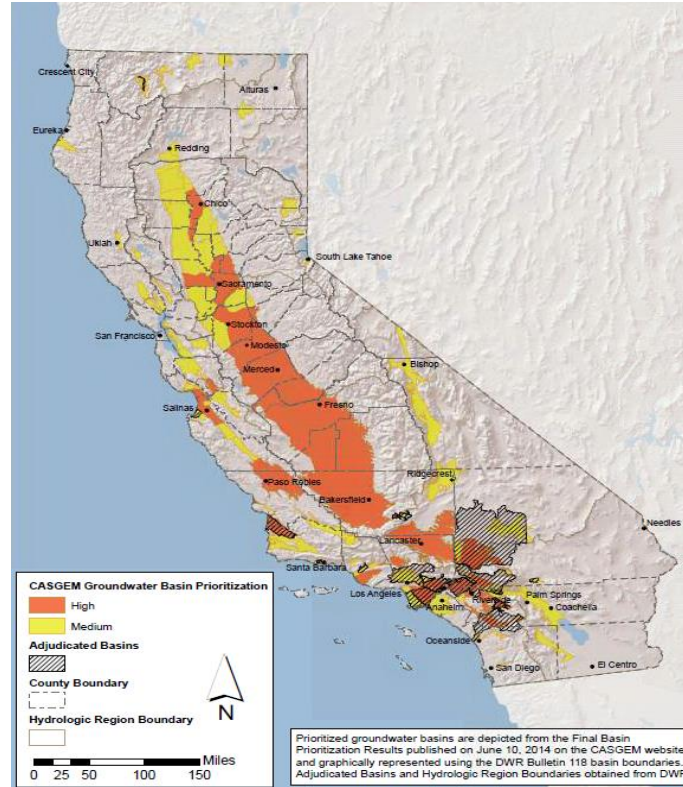 Crescent City
Alturas
Eureka
Redding
Chico
Ukiah
South Lake Tahoe
Sacramento
Stockton
San Francisco
Modesto
Bishop
Merced
Salinas
Fresno
Ridgecrest
Paso Robles
Bakersfield
Needles
Lancaster
Santa Barbara
Los Angeles
Riverside
Palm Springs
Anaheim
Coachella
Oceanside
San Diego
El Centro
CASGEM Groundwater Basin Prioritization
High
Medium
Adjudicated Basins
County Boundary
Hydrologic Region Boundary
N
Miles
0 25 50 100 150
Prioritized groundwater basins are depicted from the Final Basin
Prioritization Results published on June 10, 2014 on the CASGEM website
and graphically represented using the DWR Bulletin 118 basin boundaries.
Adjudicated Basins and Hydrologic Region Boundaries obtained from DWR